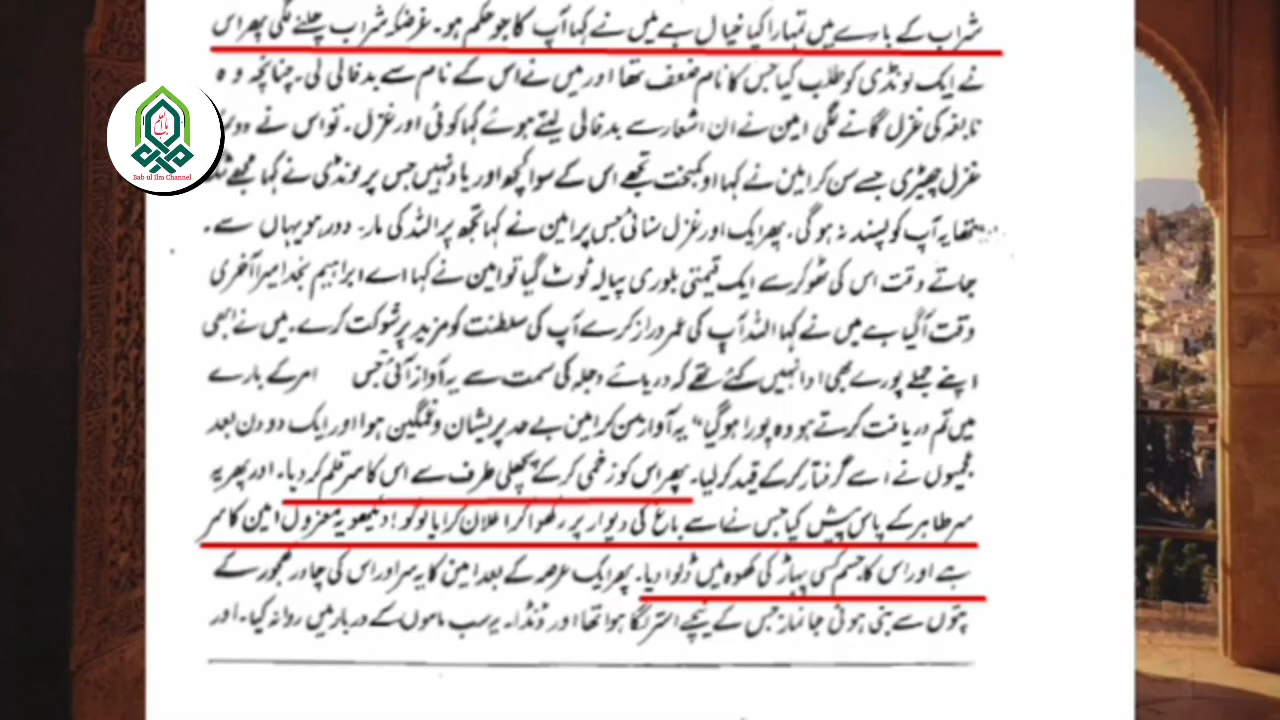 شراب کے بارے میں تمہارا کیا خیال ہے میں نے کہا آپ کا جو حکم ہو۔ غرضکہ شراب چلنے لگی پھر اس
نے ایک لونڈی کو طلب کیا جس کا نام ضعف تھا اور میں نے اس کے نام سے بدفالی لی۔ چنانچہ وہ
نابغہ کی غزل گانے لگی امین نے ان اشعار سے بدفالی لیتے ہوئے کہا کوئی اور غزل۔ تو اس نے دوسری
غزل چھیڑی جسے سن کر امین نے کہا او کمبخت تجھے اس کے سوا کچھ اور یاد نہیں جس پر لونڈی نے کہا مجھے
تھا یہ آپ کو پسند نہ ہوگی۔ پھر ایک اور غزل سنائی جس پر امین نے کہا تجھ پر اللہ کی مار۔ دور ہو یہاں سے۔
جاتے وقت اس کی ٹھوکر سے ایک قیمتی بلوری پیالہ ٹوٹ گیا تو امین نے کہا اے ابراہیم بخدا میرا آخری
وقت آگیا ہے میں نے کہا اللہ آپ کی عمر دراز کرے آپ کی سلطنت کو مزید پرشوکت کرے۔ میں نے ابھی
اپنے جملے پورے بھی ادا نہیں کئے تھے کہ دریائے دجلہ کی سمت سے یہ آواز آئی جس امر کے بارے
میں تم دریافت کرتے ہو وہ پورا ہوگیا" یہ آواز سن کر امین بے حد پریشان و غمگین ہوا اور ایک دو دن بعد
عجمیوں نے اسے گرفتار کرکے قید کر لیا۔ پھر اس کو زخمی کرکے پچھلی طرف سے اس کا سر قلم کر دیا۔ اور پھر یہ
سر طاہر کے پاس پیش کیا جس نے اسے باغ کی دیوار پر رکھوا کر اعلان کرایا لوگو! دیکھو یہ معزول امین کا سر
ہے اور اس کا جسم کسی پہاڑ کی کھوہ میں ڈلوا دیا۔ پھر ایک عرصہ کے بعد امین کا یہ سر اور اس کی چادر کھجور کے
پتوں سے بنی ہوئی جا نماز جس کے نیچے استر لگا ہوا تھا اور ڈنڈا۔ یہ سب ماموں کے دربار میں روانہ کیا۔ اور
Bab ul Ilm Channel